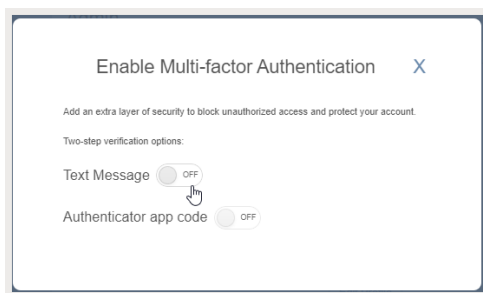 Enable Multi-factor Authentication X
Add an extra layer of security to block unauthorized access and protect your account.
Two-step verification options:
Text Message OFF
Authenticator app code OFF